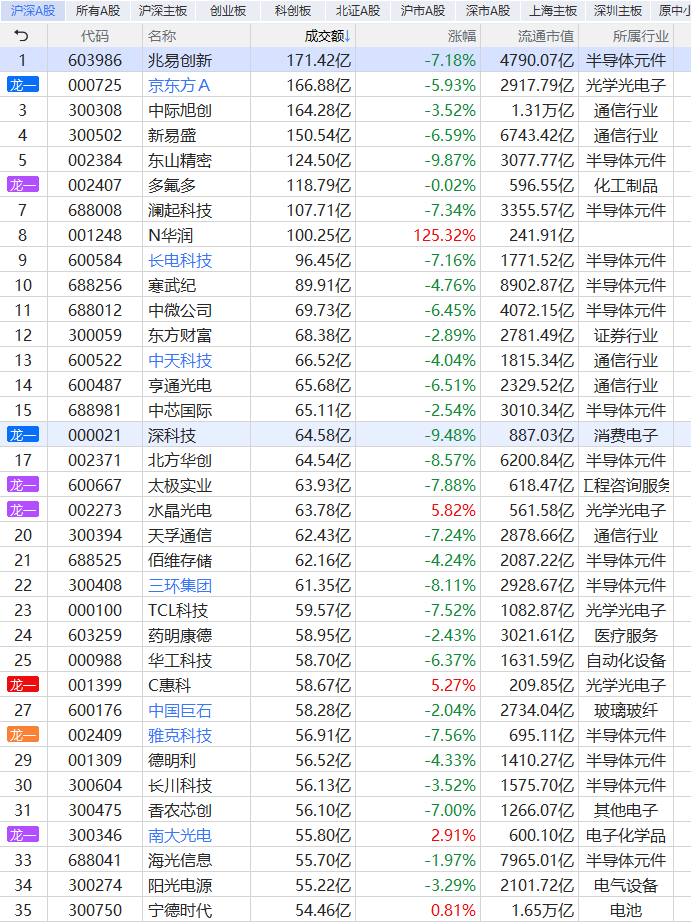 沪深A股 所有A股 沪深主板 创业板 科创板 北证A股 沪市A股 深市A股 上海主板 深圳主板 原中小
代码 名称 成交额↓ 涨幅 流通市值 所属行业
1 603986 兆易创新 171.42亿 -7.18% 4790.07亿 半导体元件
龙一 000725 京东方A 166.88亿 -5.93% 2917.79亿 光学光电子
3 300308 中际旭创 164.28亿 -3.52% 1.31万亿 通信行业
4 300502 新易盛 150.54亿 -6.59% 6743.42亿 通信行业
5 002384 东山精密 124.50亿 -9.87% 3077.77亿 半导体元件
龙一 002407 多氟多 118.79亿 -0.02% 596.55亿 化工制品
7 688008 澜起科技 107.71亿 -7.34% 3355.57亿 半导体元件
8 001248 N华润 100.25亿 125.32% 241.91亿
9 600584 长电科技 96.45亿 -7.16% 1771.52亿 半导体元件
10 688256 寒武纪 89.91亿 -4.76% 8902.87亿 半导体元件
11 688012 中微公司 69.73亿 -6.45% 4072.15亿 半导体元件
12 300059 东方财富 68.38亿 -2.89% 2781.49亿 证券行业
13 600522 中天科技 66.52亿 -4.04% 1815.34亿 通信行业
14 600487 亨通光电 65.68亿 -6.51% 2329.52亿 通信行业
15 688981 中芯国际 65.11亿 -2.54% 3010.34亿 半导体元件
龙一 000021 深科技 64.58亿 -9.48% 887.03亿 消费电子
17 002371 北方华创 64.54亿 -8.57% 6200.84亿 半导体元件
龙一 600667 太极实业 63.93亿 -7.88% 618.47亿 工程咨询服务
龙一 002273 水晶光电 63.78亿 5.82% 561.58亿 光学光电子
20 300394 天孚通信 62.43亿 -7.24% 2878.66亿 通信行业
21 688525 佰维存储 62.16亿 -4.24% 2087.22亿 半导体元件
22 300408 三环集团 61.35亿 -8.11% 2928.67亿 半导体元件
23 000100 TCL科技 59.57亿 -7.52% 1082.87亿 光学光电子
24 603259 药明康德 58.95亿 -2.43% 3021.61亿 医疗服务
25 000988 华工科技 58.70亿 -6.37% 1631.59亿 自动化设备
龙一 001399 C惠科 58.67亿 5.27% 209.85亿 光学光电子
27 600176 中国巨石 58.28亿 -2.04% 2734.04亿 玻璃玻纤
龙一 002409 雅克科技 56.91亿 -7.56% 695.11亿 半导体元件
29 001309 德明利 56.52亿 -4.33% 1410.27亿 半导体元件
30 300604 长川科技 56.13亿 -3.52% 1575.70亿 半导体元件
31 300475 香农芯创 56.10亿 -7.00% 1266.07亿 其他电子
龙一 300346 南大光电 55.80亿 2.91% 600.10亿 电子化学品
33 688041 海光信息 55.70亿 -1.97% 7965.01亿 半导体元件
34 300274 阳光电源 55.22亿 -3.29% 2101.72亿 电气设备
35 300750 宁德时代 54.46亿 0.81% 1.65万亿 电池